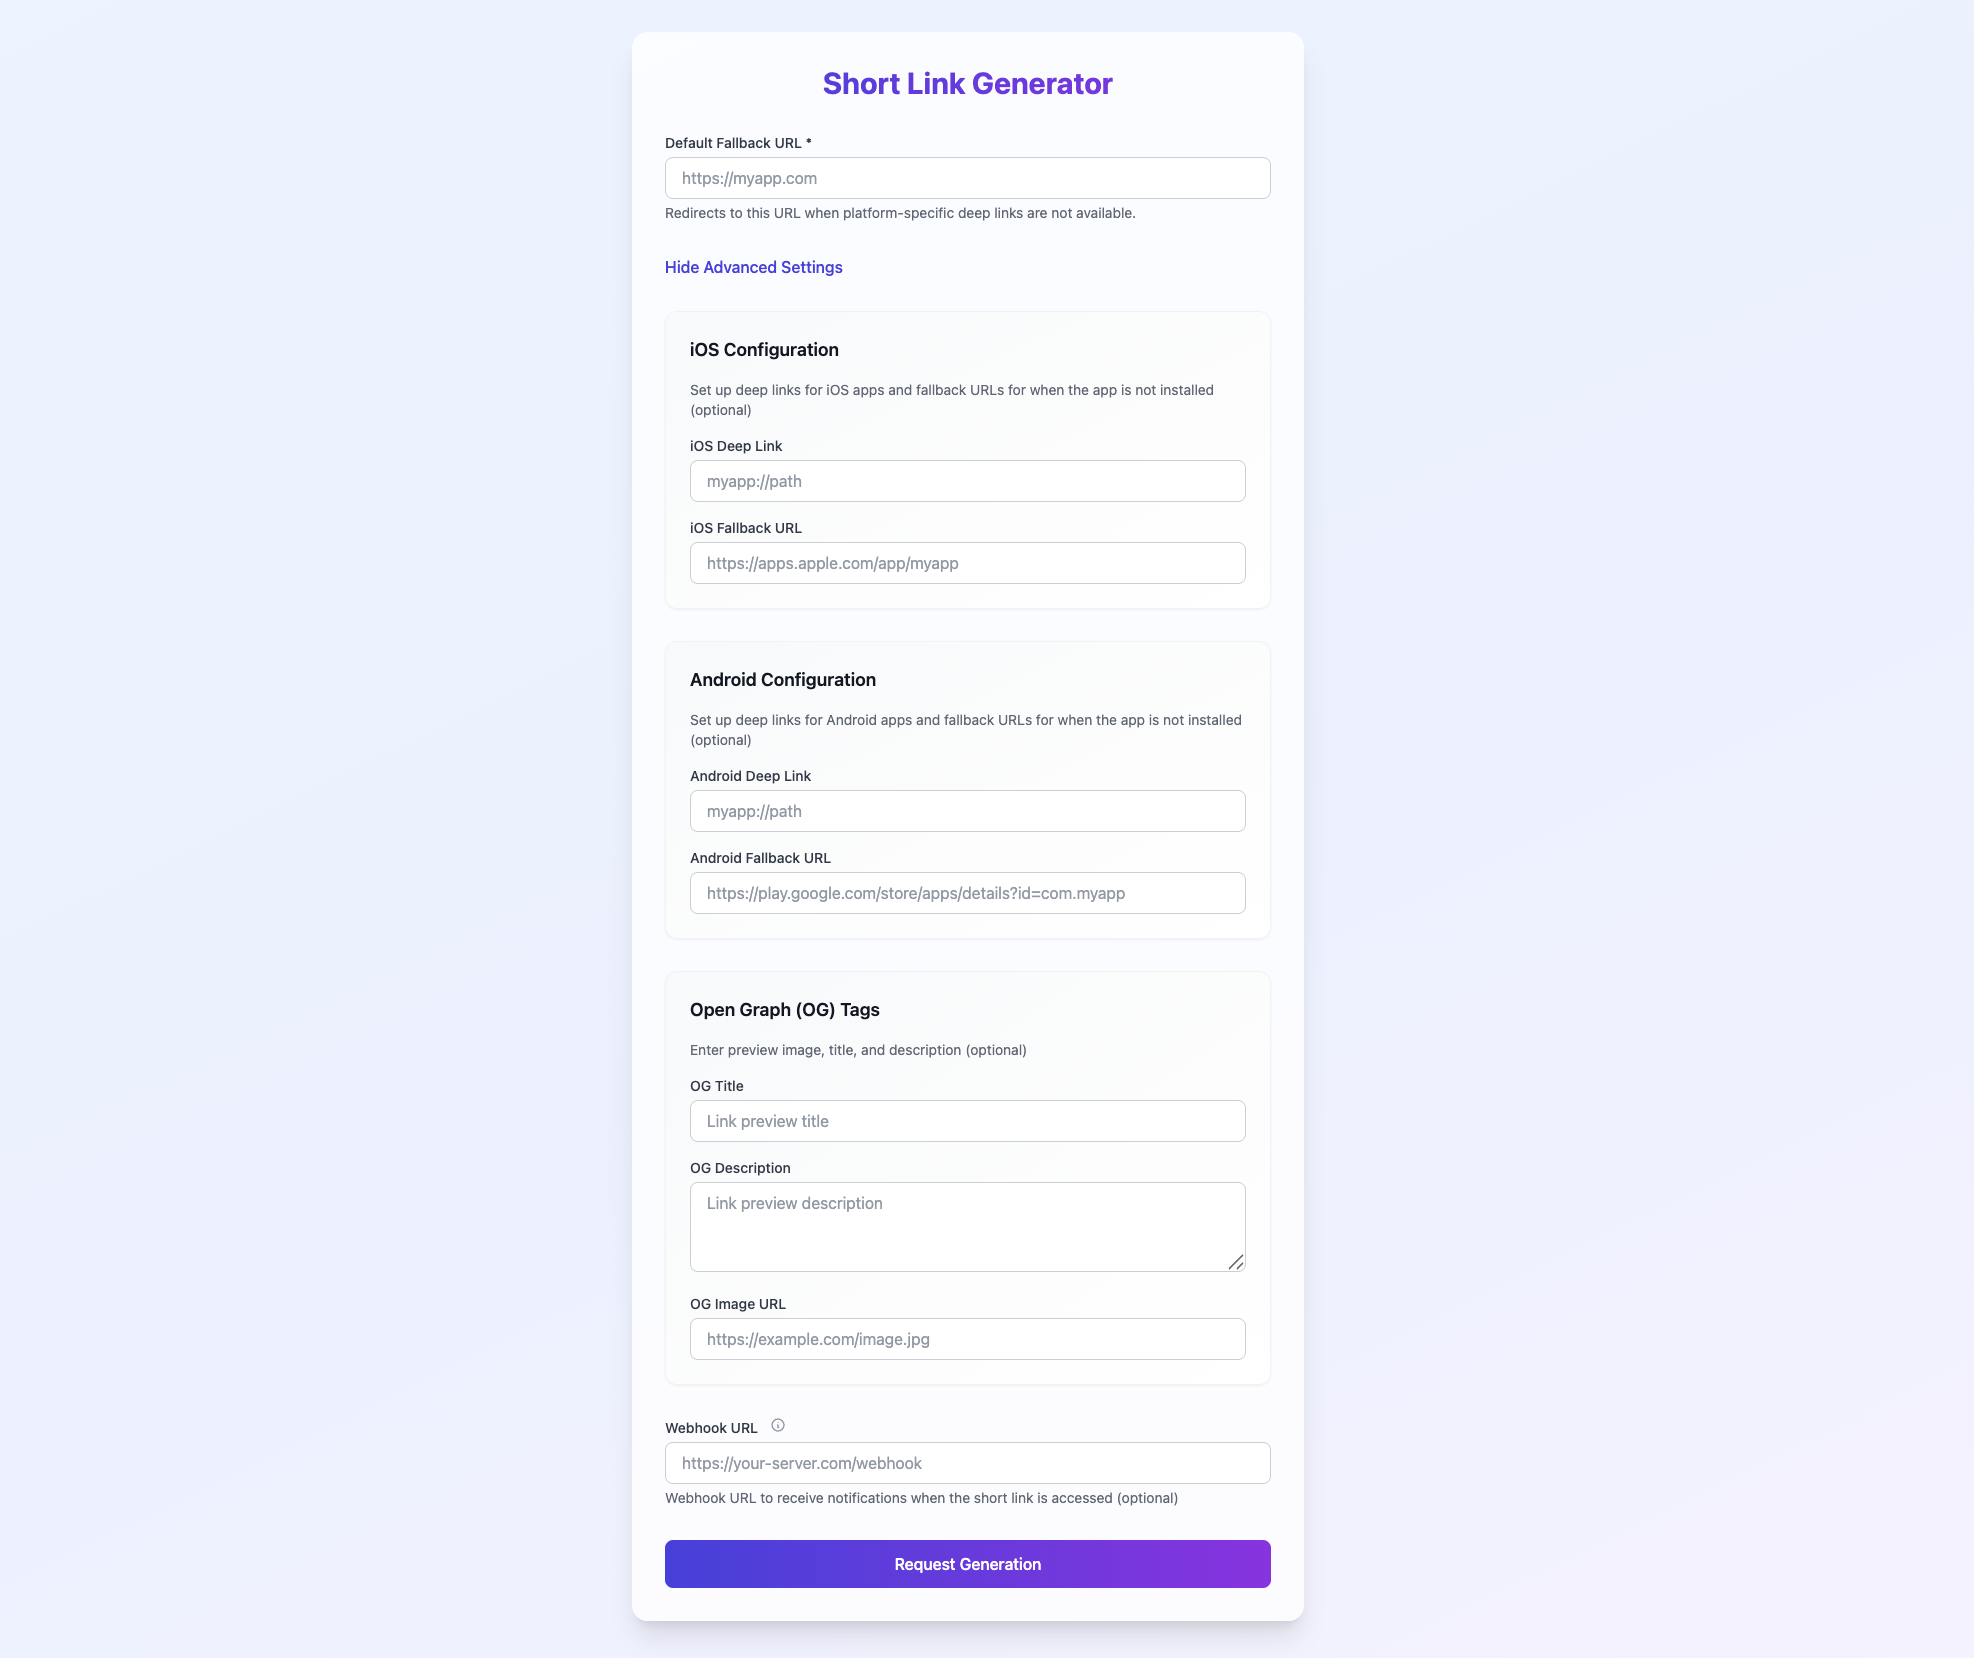 Short Link Generator
Default Fallback URL *
https://myapp.com
Redirects to this URL when platform-specific deep links are not available.
Hide Advanced Settings
iOS Configuration
Set up deep links for iOS apps and fallback URLs for when the app is not installed
(optional)
iOS Deep Link
myapp://path
iOS Fallback URL
https://apps.apple.com/app/myapp
Android Configuration
Set up deep links for Android apps and fallback URLs for when the app is not installed
(optional)
Android Deep Link
myapp://path
Android Fallback URL
https://play.google.com/store/apps/details?id=com.myapp
Open Graph (OG) Tags
Enter preview image, title, and description (optional)
OG Title
Link preview title
OG Description
Link preview description
OG Image URL
https://example.com/image.jpg
Webhook URL
https://your-server.com/webhook
Webhook URL to receive notifications when the short link is accessed (optional)
Request Generation